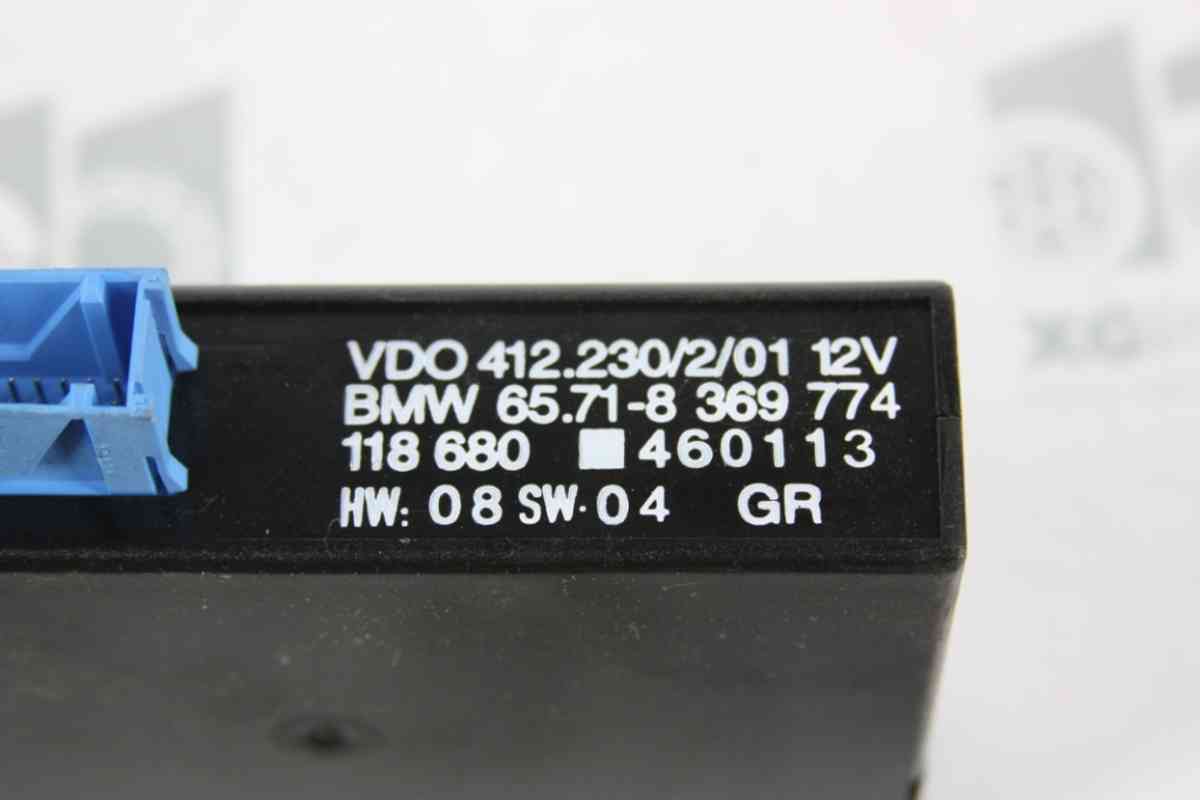 VDO 412.230/2/01 12V
BMW 65.71-8 369 774
118 680 460113
HW: 08 SW·04 GR
X.G